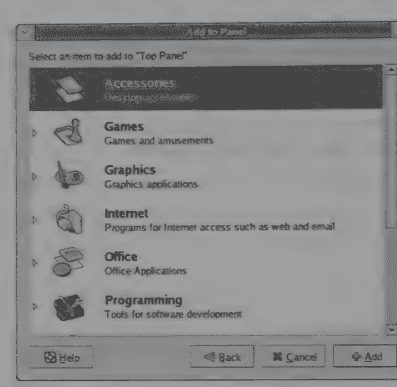 Add to Panel
Select an item to add to "Top Panel"
Accessories
Desktop accessories
Games
Games and amusements
Graphics
Graphics applications
Internet
Programs for Internet access such as web and email
Office
Office Applications
Programming
Tools for software development
Help
Back
Cancel
Add